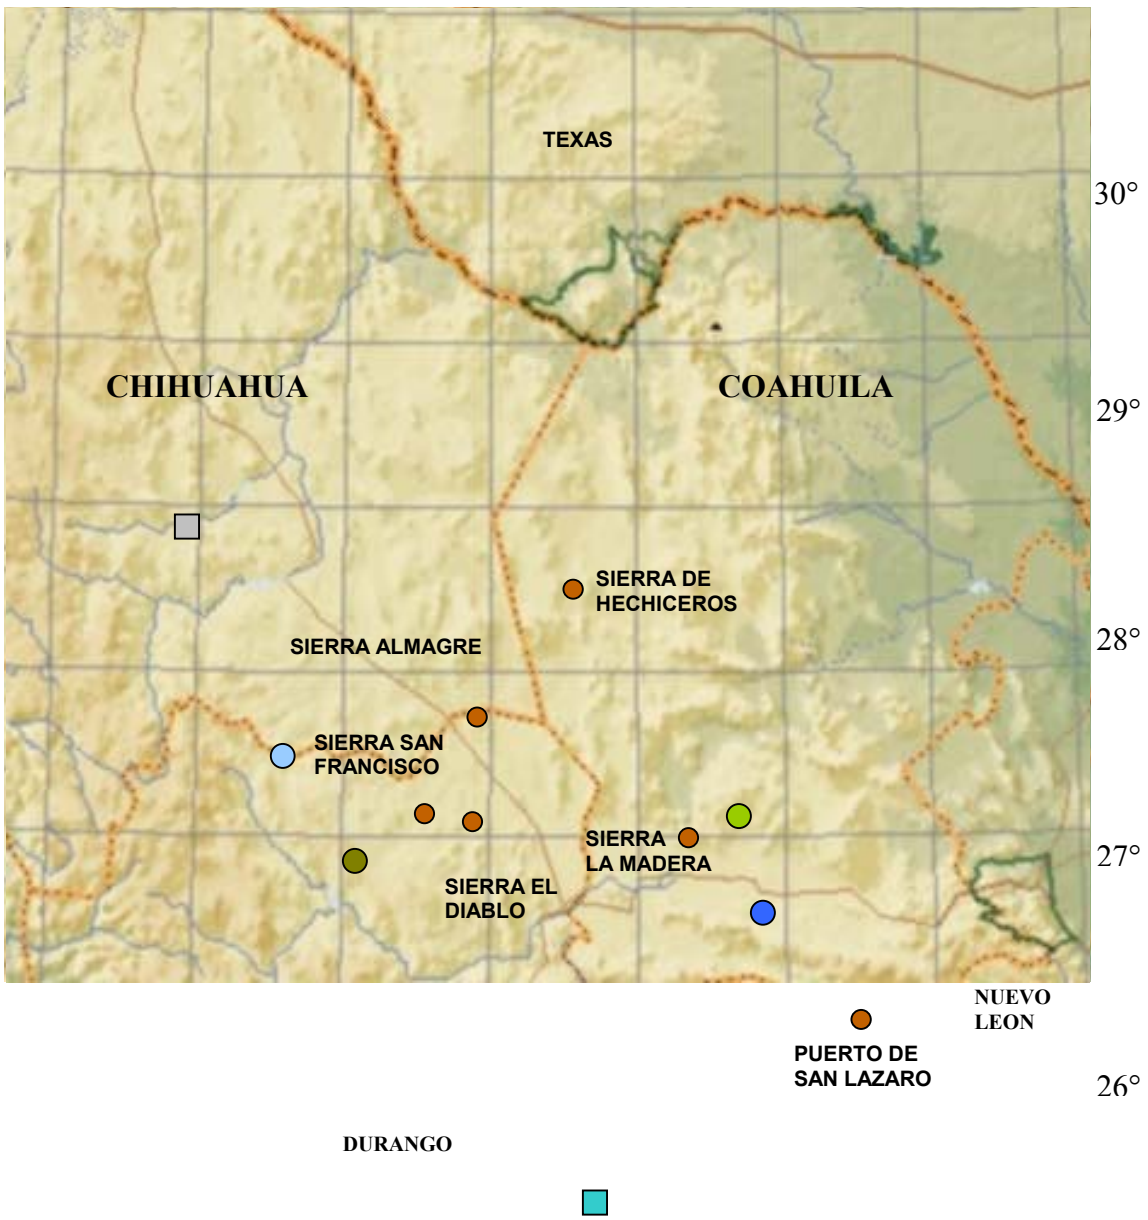 TEXAS
30°
CHIHUAHUA
COAHUILA
29°
SIERRA DE
HECHICEROS
28°
SIERRA ALMAGRE
SIERRA SAN
FRANCISCO
SIERRA
LA MADERA
27°
SIERRA EL
DIABLO
NUEVO
LEON
PUERTO DE
SAN LAZARO
26°
DURANGO